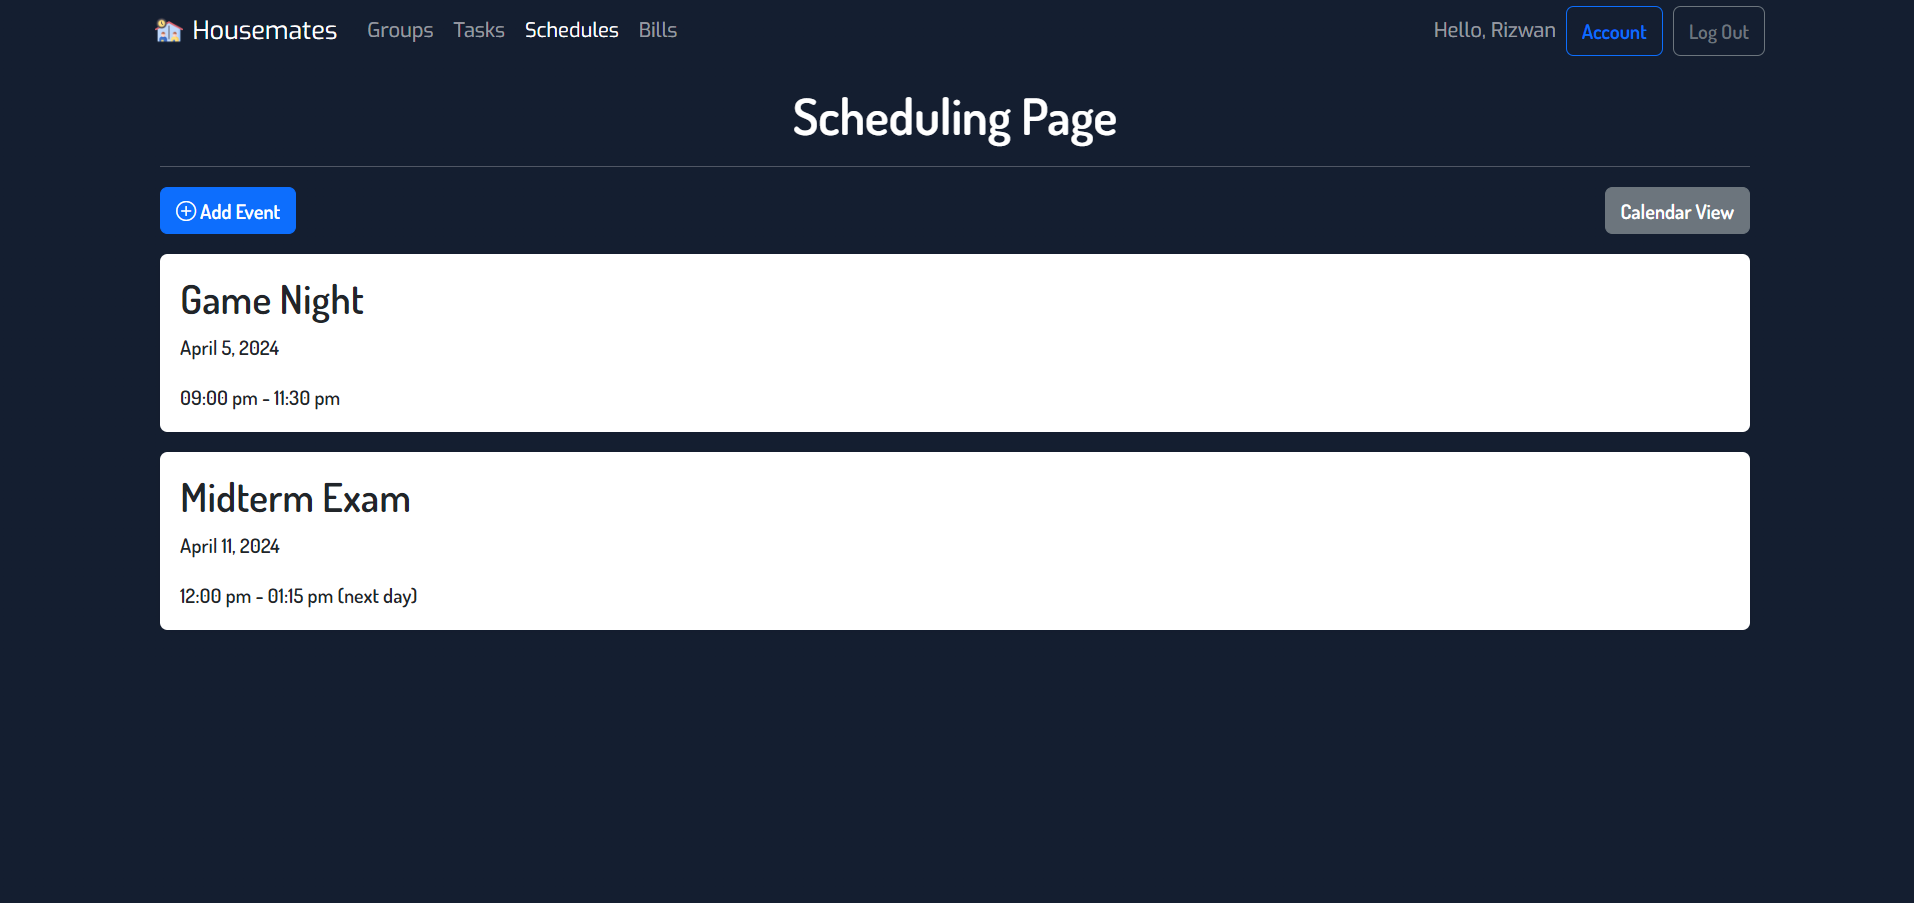 Housemates Groups Tasks Schedules Bills Hello, Rizwan Account Log Out
Scheduling Page
Add Event Calendar View
Game Night
April 5, 2024
09:00 pm - 11:30 pm
Midterm Exam
April 11, 2024
12:00 pm - 01:15 pm (next day)